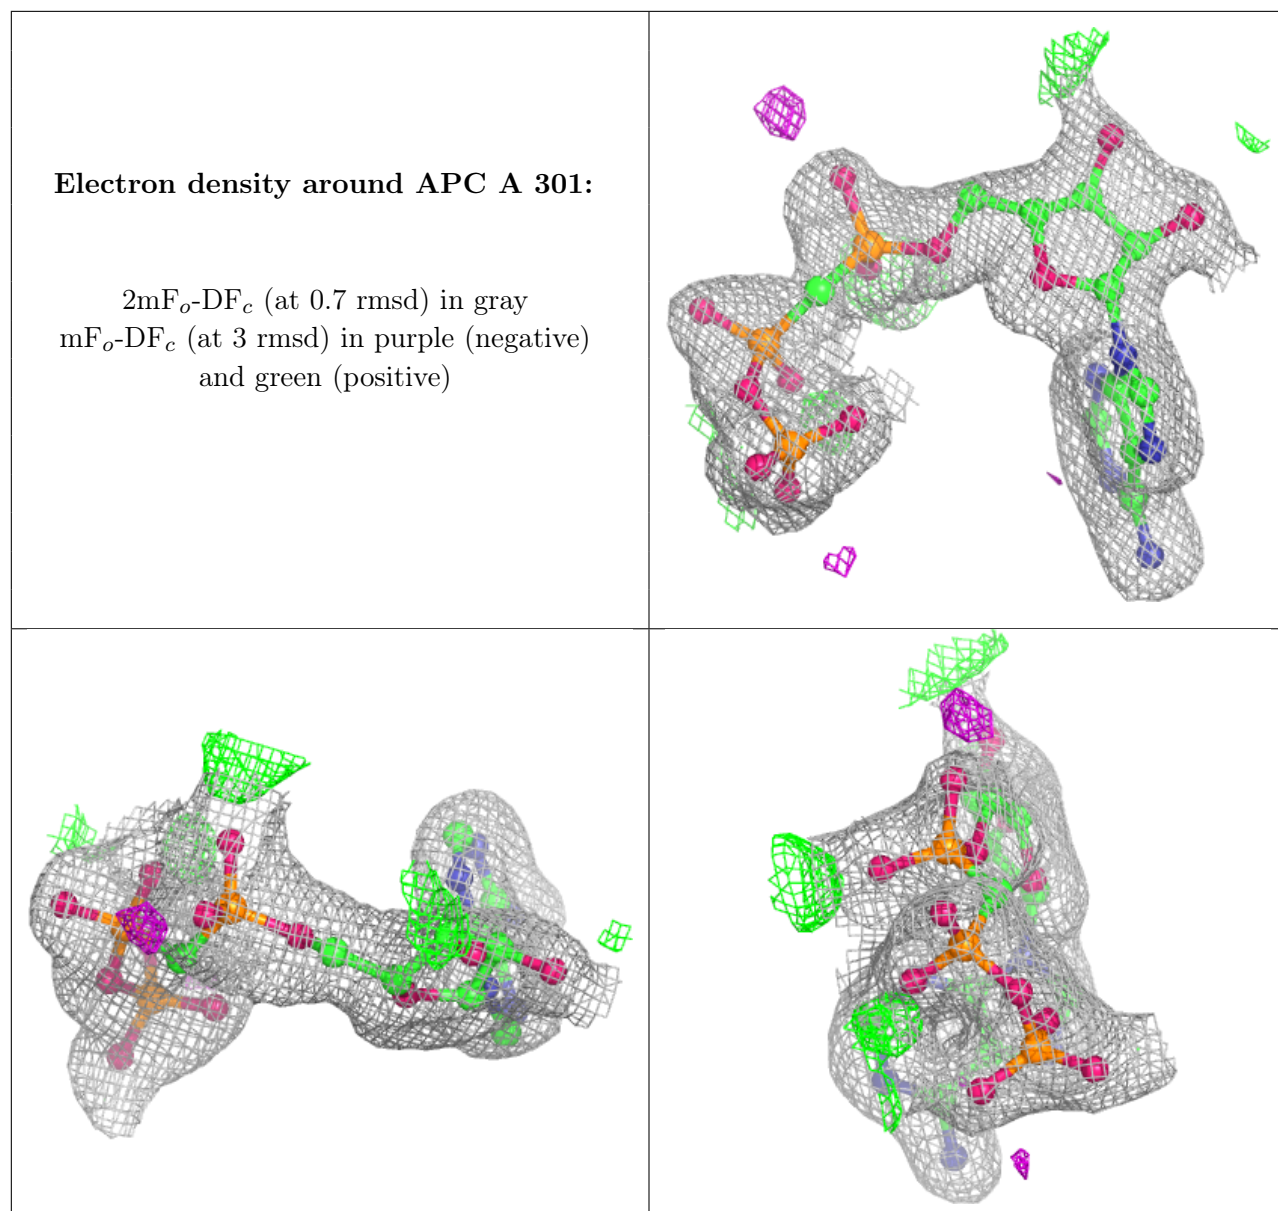 Electron density around APC A 301:
2mFo-DFc (at 0.7 rmsd) in gray
mFo-DFc (at 3 rmsd) in purple (negative)
and green (positive)